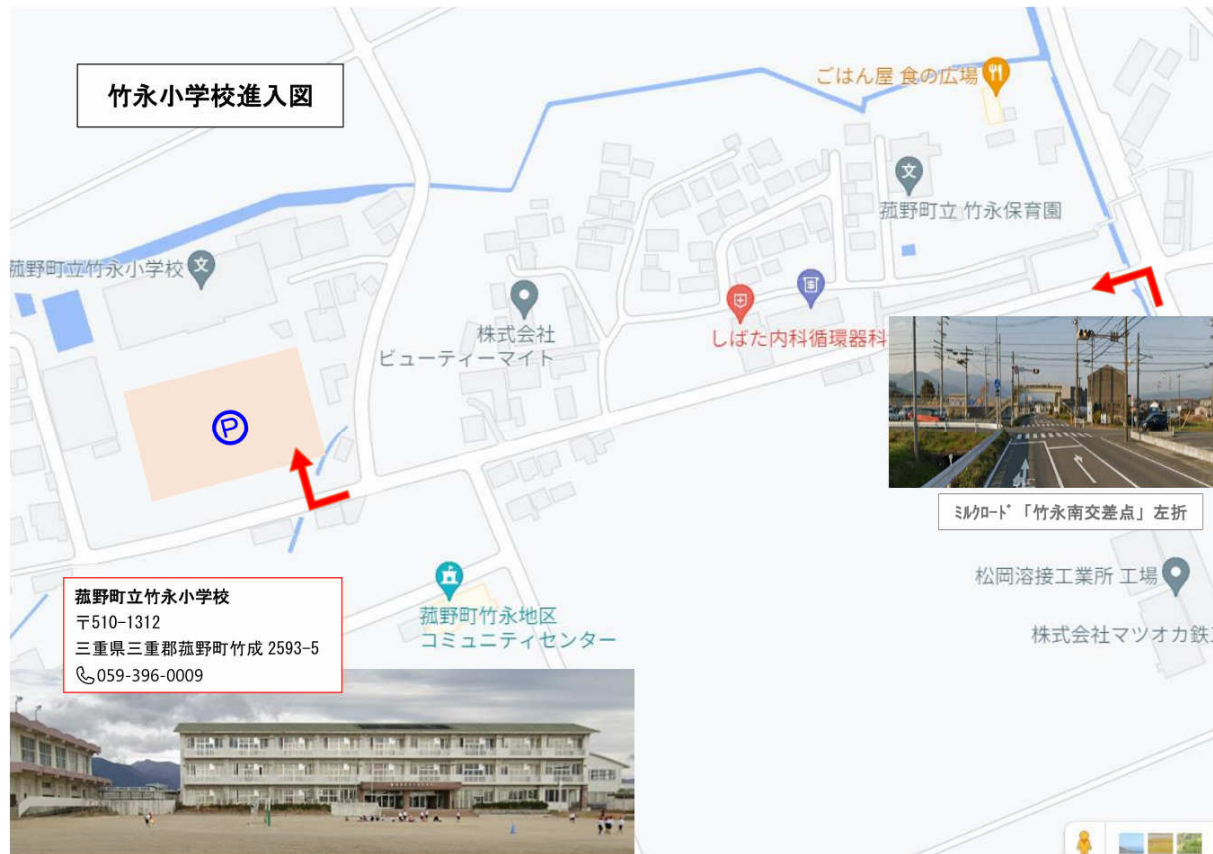 竹永小学校進入図
ごはん屋 食の広場
文
菰野町立 竹永保育園
菰野町立竹永小学校
文
株式会社
ビューティーマイト
しばた内科循環器科
P
ミルクロード「竹永南交差点」左折
菰野町立竹永小学校
〒510-1312
三重県三重郡菰野町竹成 2593-5
059-396-0009
菰野町竹永地区
コミュニティセンター
松岡溶接工業所 工場
株式会社マツオカ鉄